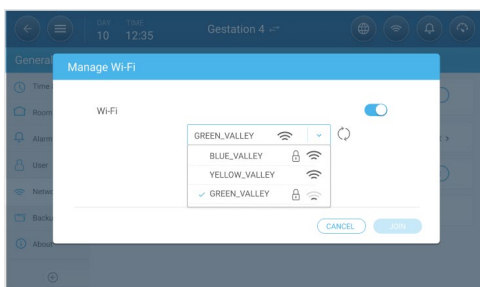 DAY TIME
10 12:35 Gestation 4
General
Manage Wi-Fi
Time
Room
Alarm
User
Netwo
Backu
About
Wi-Fi
GREEN_VALLEY
BLUE_VALLEY
YELLOW_VALLEY
GREEN_VALLEY
CANCEL JOIN